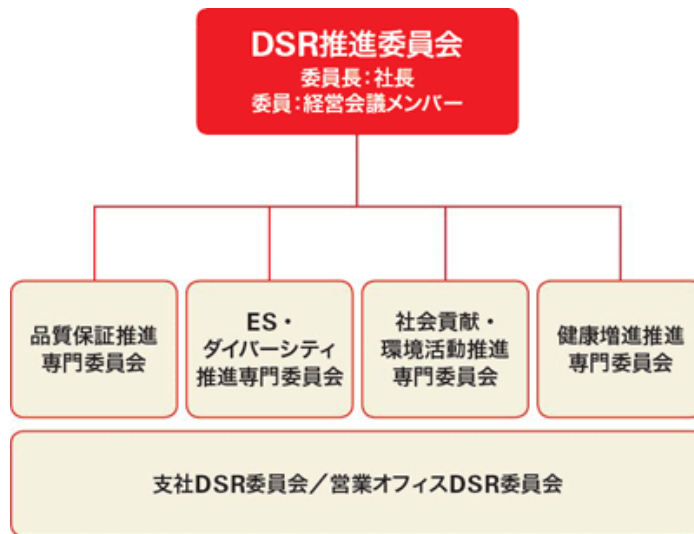 DSR推進委員会
委員長：社長
委員：経営会議メンバー
品質保証推進
専門委員会
ES・
ダイバーシティ
推進専門委員会
社会貢献・
環境活動推進
専門委員会
健康増進推進
専門委員会
支社DSR委員会／営業オフィスDSR委員会